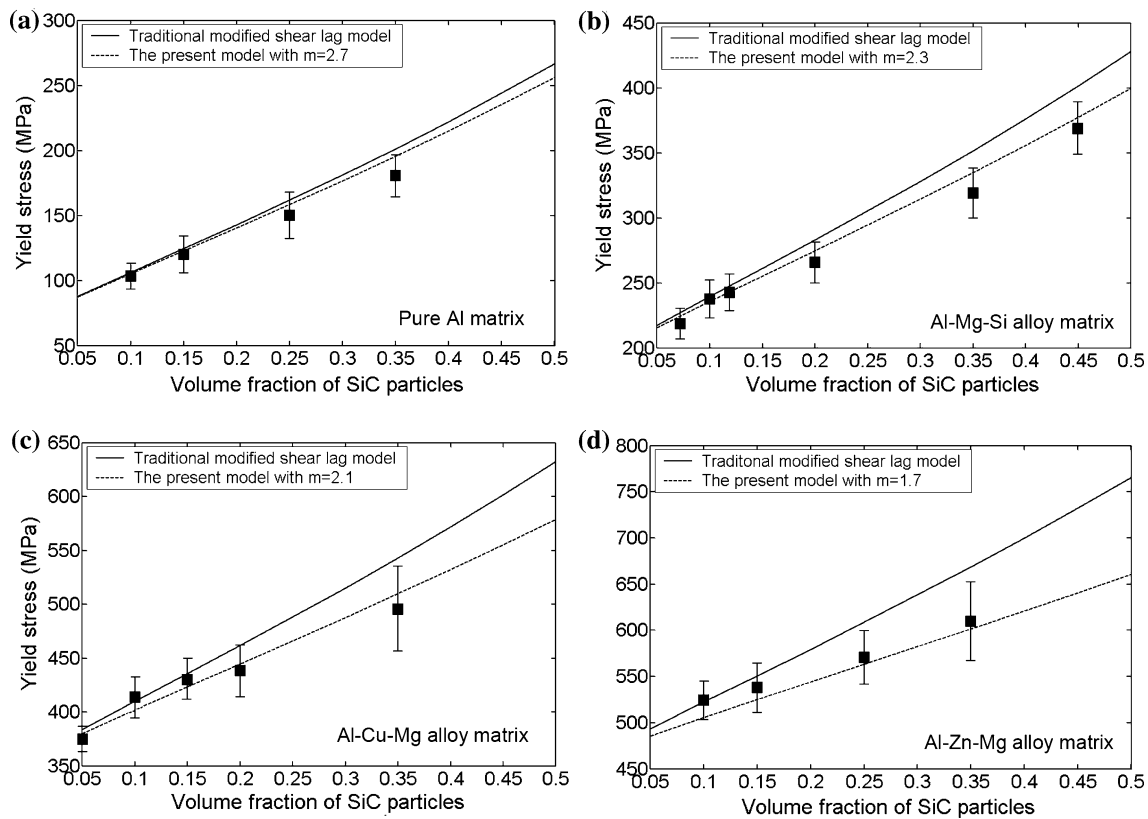 (a)
300
Traditional modified shear lag model
The present model with m=2.7
250
200
150
100
50
Yield stress (MPa)
Pure Al matrix
0.05 0.1 0.15 0.2 0.25 0.3 0.35 0.4 0.45 0.5
Volume fraction of SiC particles
(b)
450
Traditional modified shear lag model
The present model with m=2.3
400
350
300
250
200
Yield stress (MPa)
Al-Mg-Si alloy matrix
0.05 0.1 0.15 0.2 0.25 0.3 0.35 0.4 0.45 0.5
Volume fraction of SiC particles
(c)
650
Traditional modified shear lag model
The present model with m=2.1
600
550
500
450
400
350
Yield stress (MPa)
Al-Cu-Mg alloy matrix
0.05 0.1 0.15 0.2 0.25 0.3 0.35 0.4 0.45 0.5
Volume fraction of SiC particles
(d)
800
Traditonal modified shear lag model
The present model with m=1.7
750
700
650
600
550
500
450
Yield stress (MPa)
Al-Zn-Mg alloy matrix
0.05 0.1 0.15 0.2 0.25 0.3 0.35 0.4 0.45 0.5
Volume fraction of SiC particles